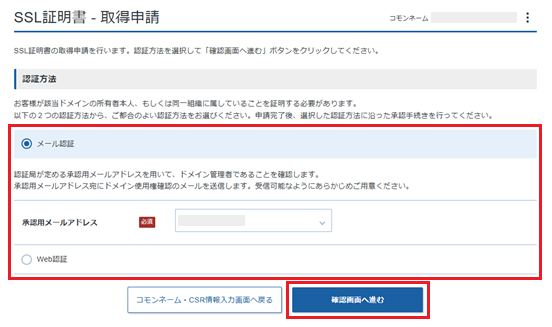 SSL証明書 - 取得申請
コモンネーム
SSL証明書の取得申請を行います。認証方法を選択して「確認画面へ進む」ボタンをクリックしてください。
認証方法
お客様が該当ドメインの所有者本人、もしくは同一組織に属していることを証明する必要があります。
以下の２つの認証方法から、ご都合のよい認証方法をお選びください。申請完了後、選択した認証方法に沿った承認手続きを行ってください。
メール認証
認証局が定める承認用メールアドレスを用いて、ドメイン管理者であることを確認します。
承認用メールアドレス宛にドメイン使用権確認のメールを送信します。受信可能なようにあらかじめご用意ください。
承認用メールアドレス 必須
Web認証
コモンネーム・CSR情報入力画面へ戻る
確認画面へ進む